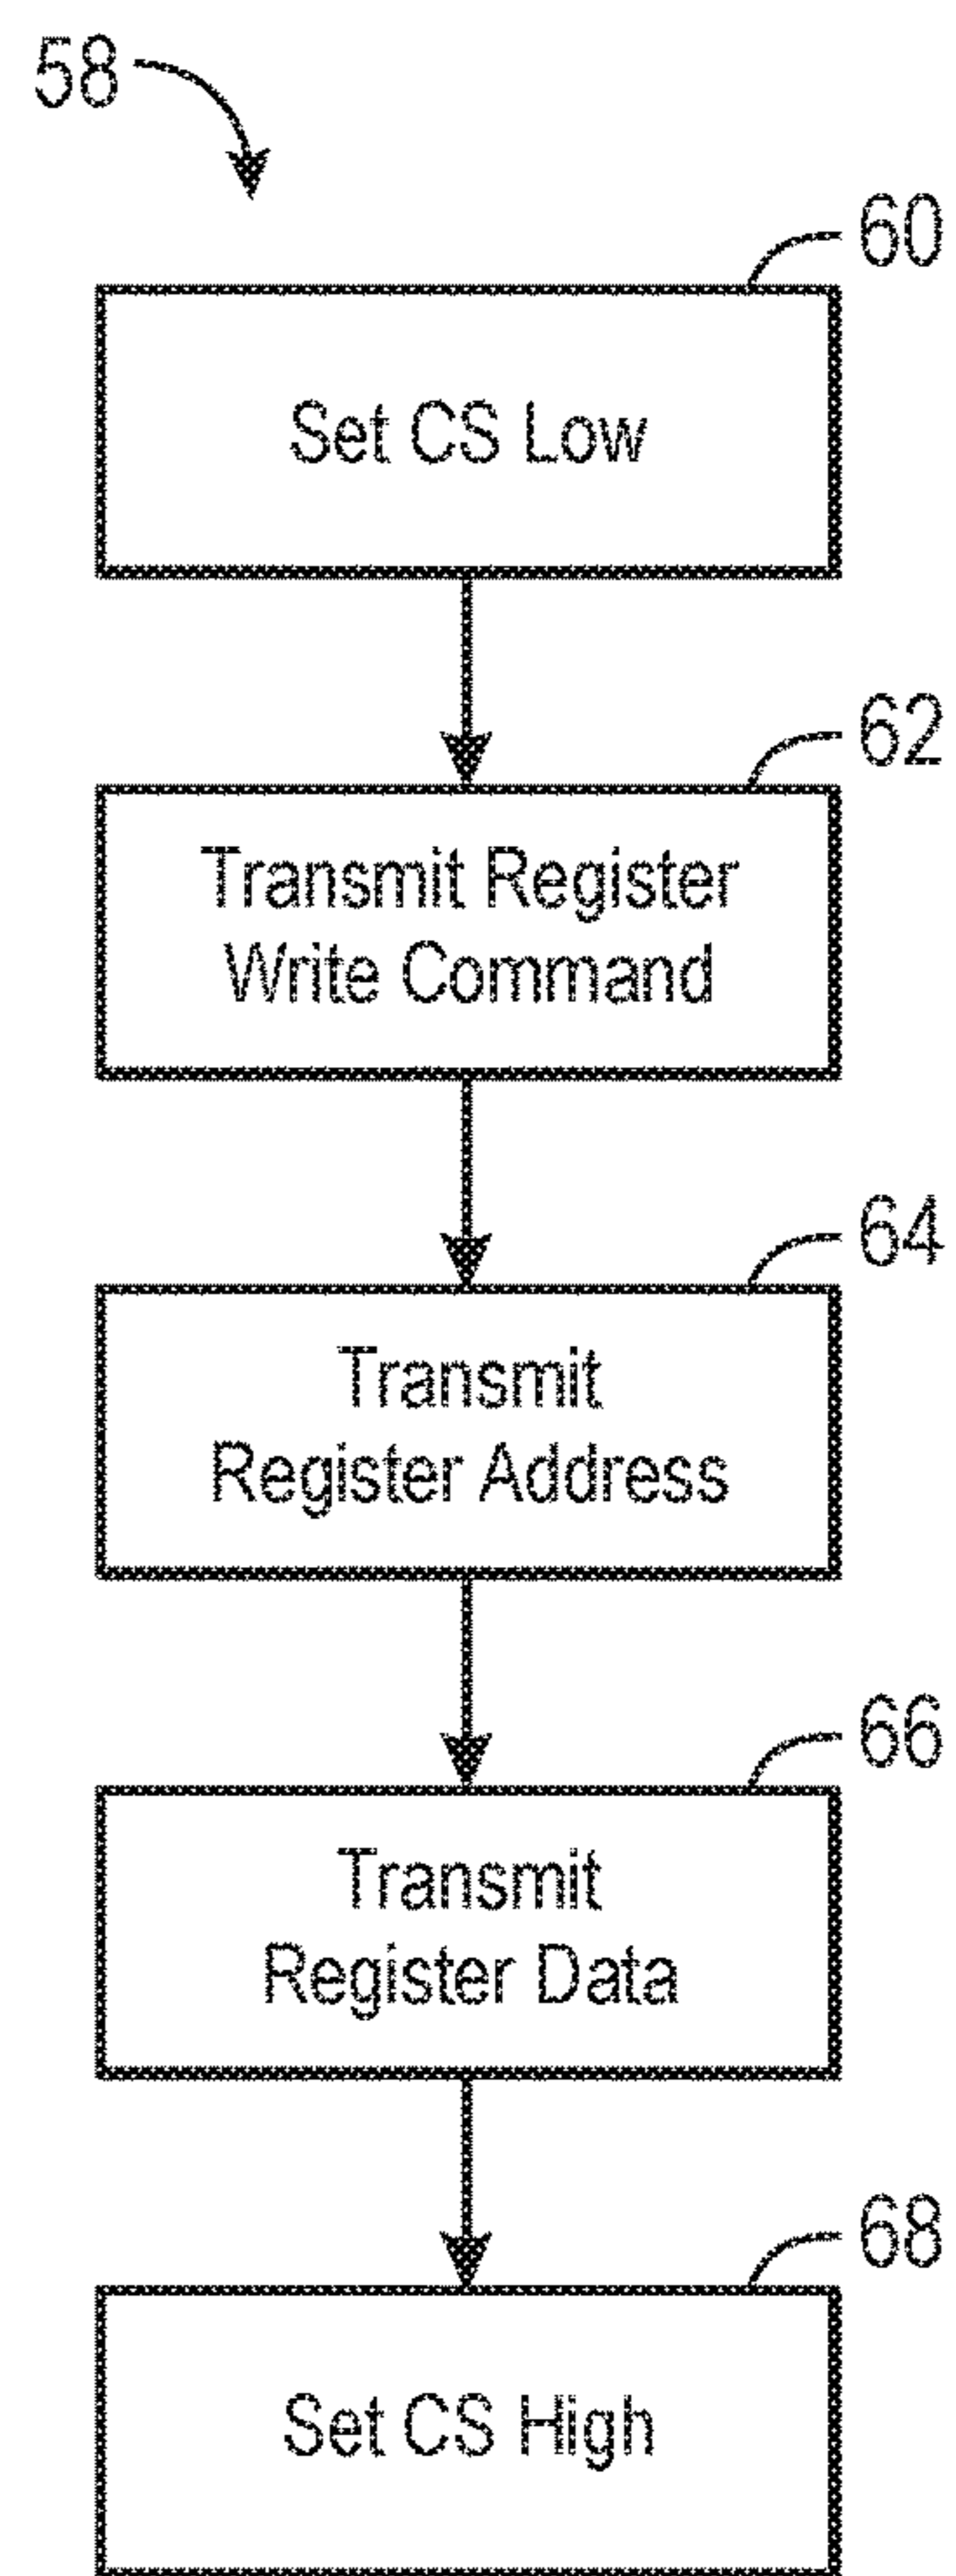 58
60
Set CS Low
62
Transmit Register
Write Command
64
Transmit
Register Address
66
Transmit
Register Data
68
Set CS High